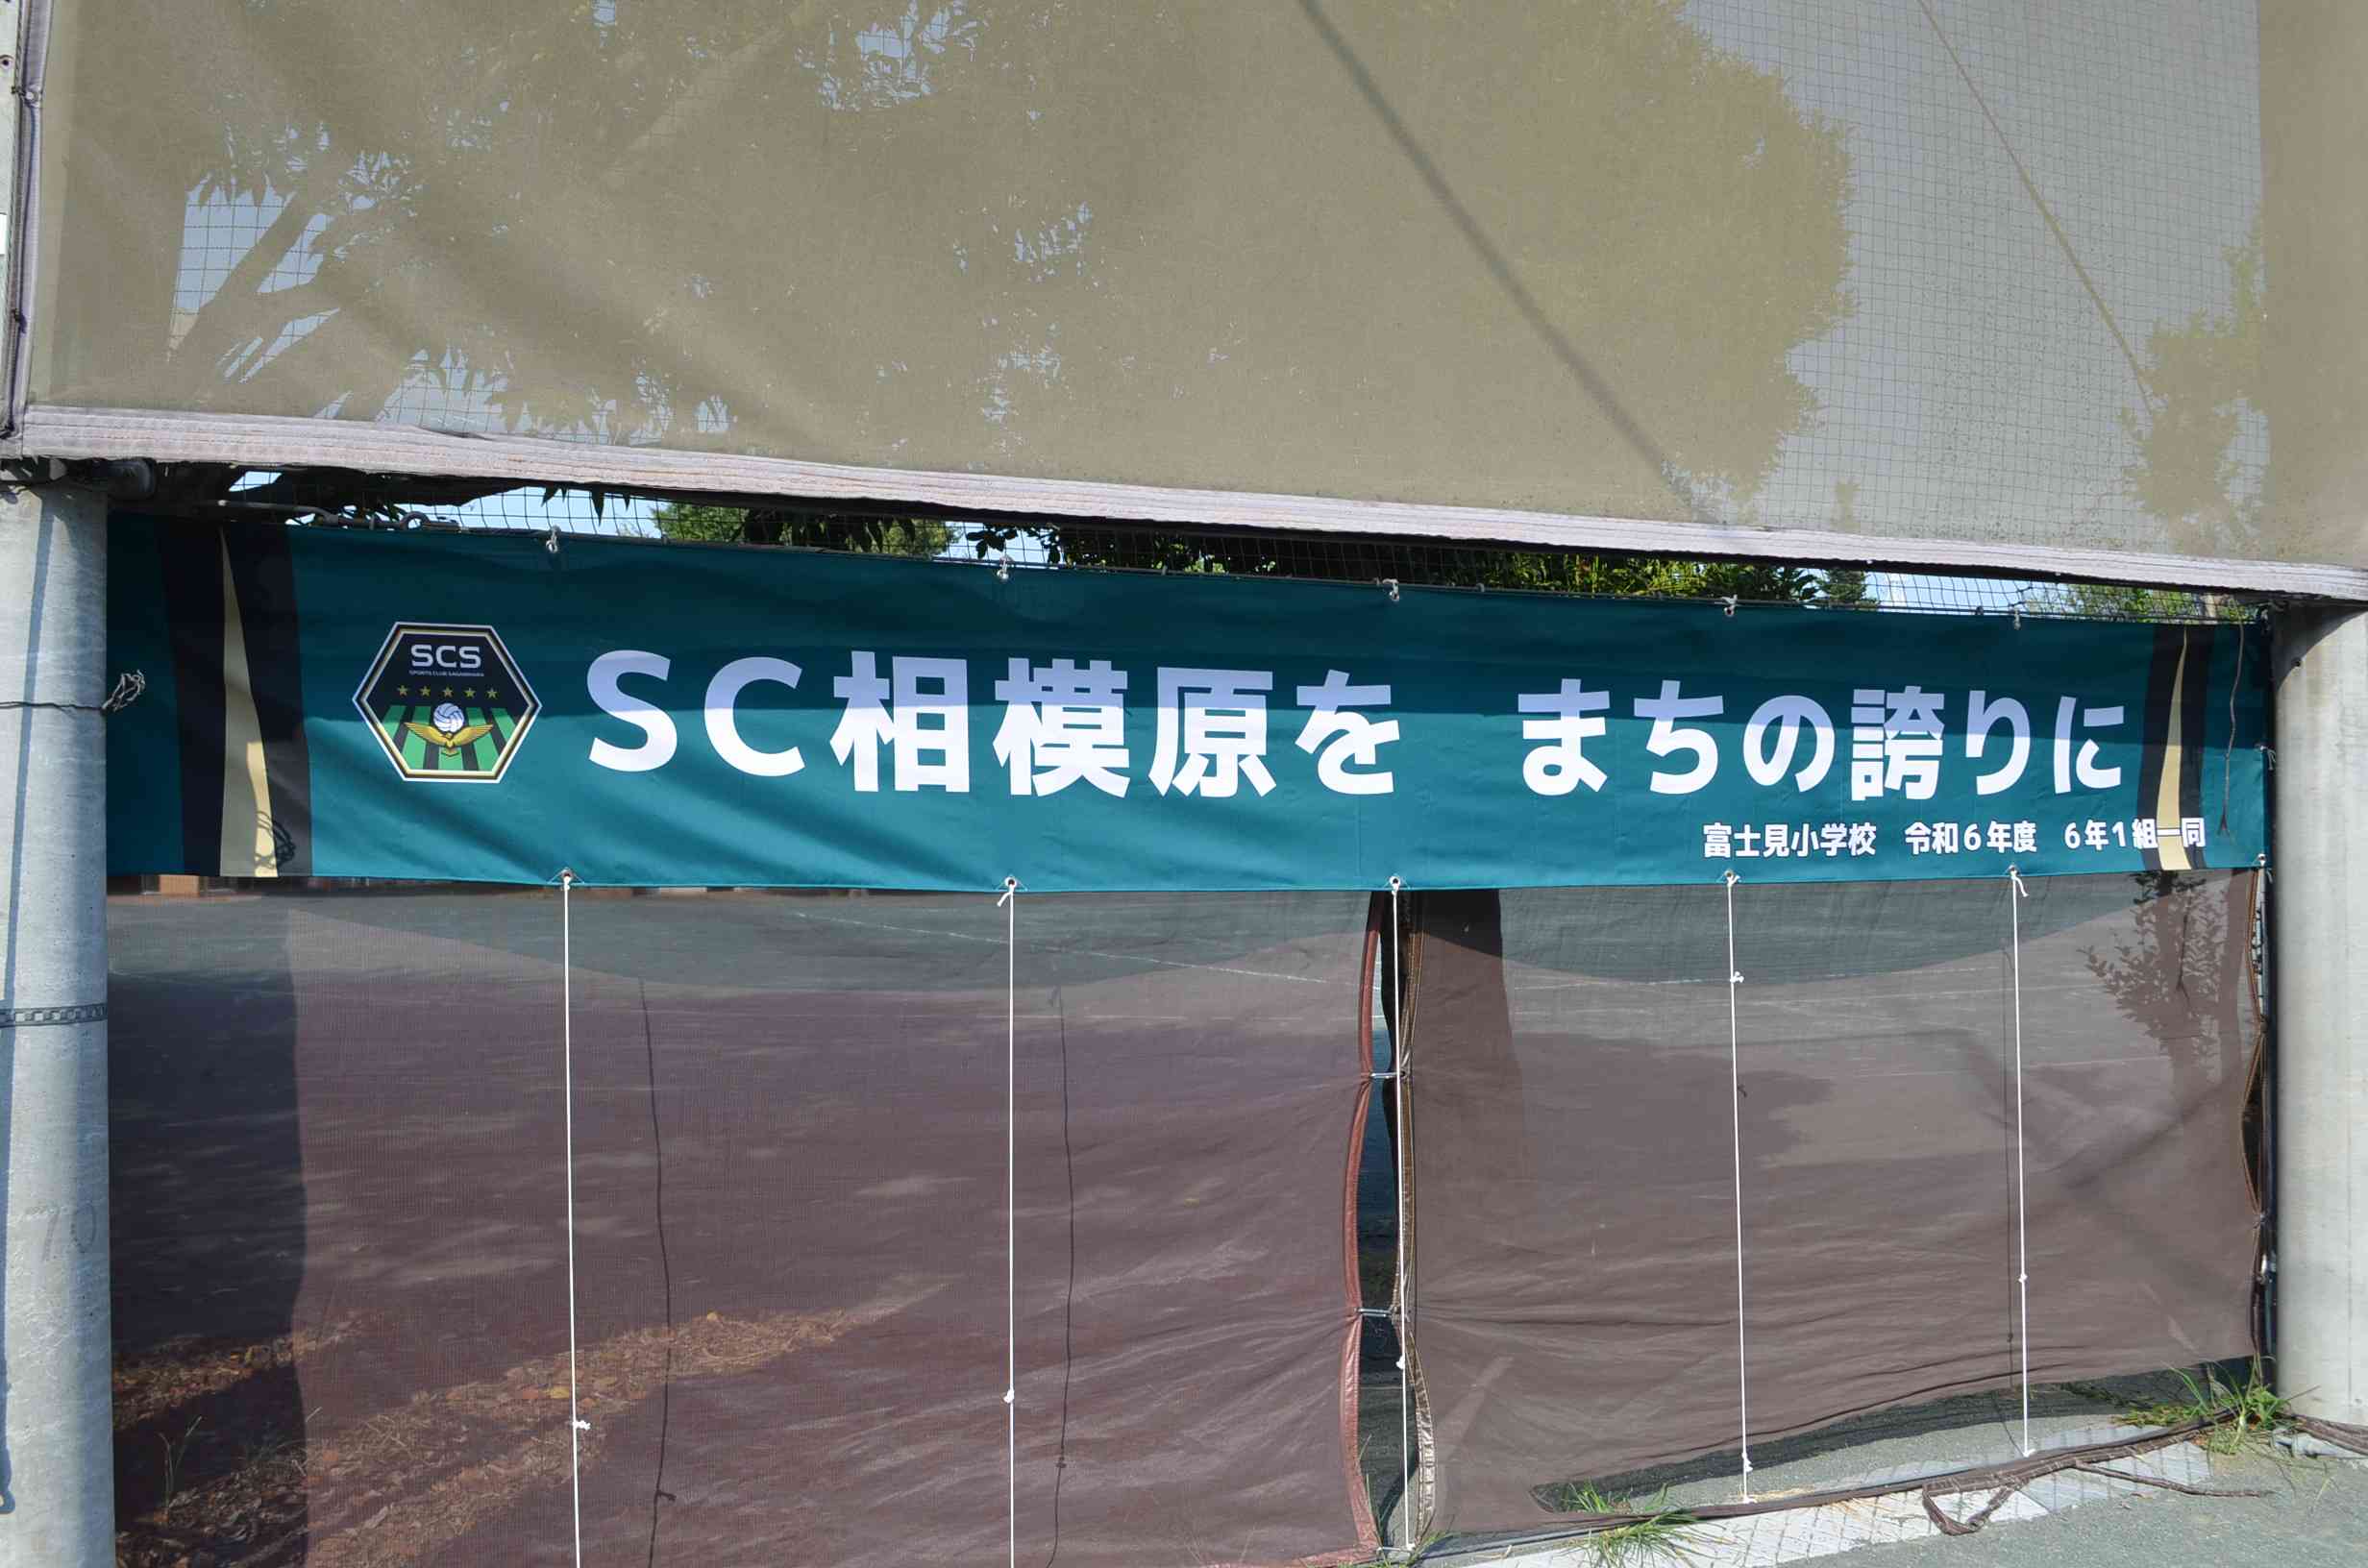 SCS
SPORTS CLUB SAGAMIHARA
SC相模原を　まちの誇りに
富士見小学校　令和６年度　６年１組一同